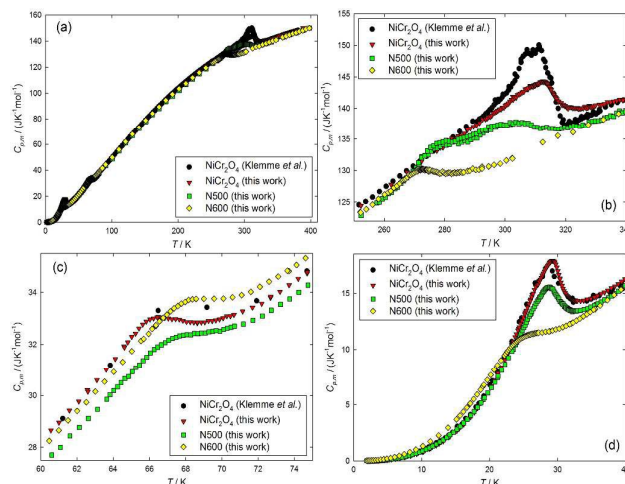 (a)
C_p,m / (JK⁻¹mol⁻¹)
160
140
120
100
80
60
40
20
0
0 100 200 300 400
T / K
NiCr₂O₄ (Klemme et al.)
NiCr₂O₄ (this work)
N500 (this work)
N600 (this work)
(b)
C_p,m / (JK⁻¹mol⁻¹)
150
145
140
135
130
125
260 280 300 320 340
T / K
NiCr₂O₄ (Klemme et al.)
NiCr₂O₄ (this work)
N500 (this work)
N600 (this work)
(c)
C_p,m / (JK⁻¹mol⁻¹)
34
32
30
28
60 62 64 66 68 70 72 74
T / K
NiCr₂O₄ (Klemme et al.)
NiCr₂O₄ (this work)
N500 (this work)
N600 (this work)
(d)
C_p,m / (JK⁻¹mol⁻¹)
15
10
5
0
0 10 20 30
T / K
NiCr₂O₄ (Klemme et al.)
NiCr₂O₄ (this work)
N500 (this work)
N600 (this work)